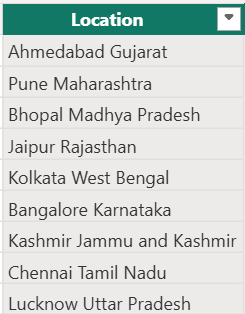 Location
Ahmedabad Gujarat
Pune Maharashtra
Bhopal Madhya Pradesh
Jaipur Rajasthan
Kolkata West Bengal
Bangalore Karnataka
Kashmir Jammu and Kashmir
Chennai Tamil Nadu
Lucknow Uttar Pradesh